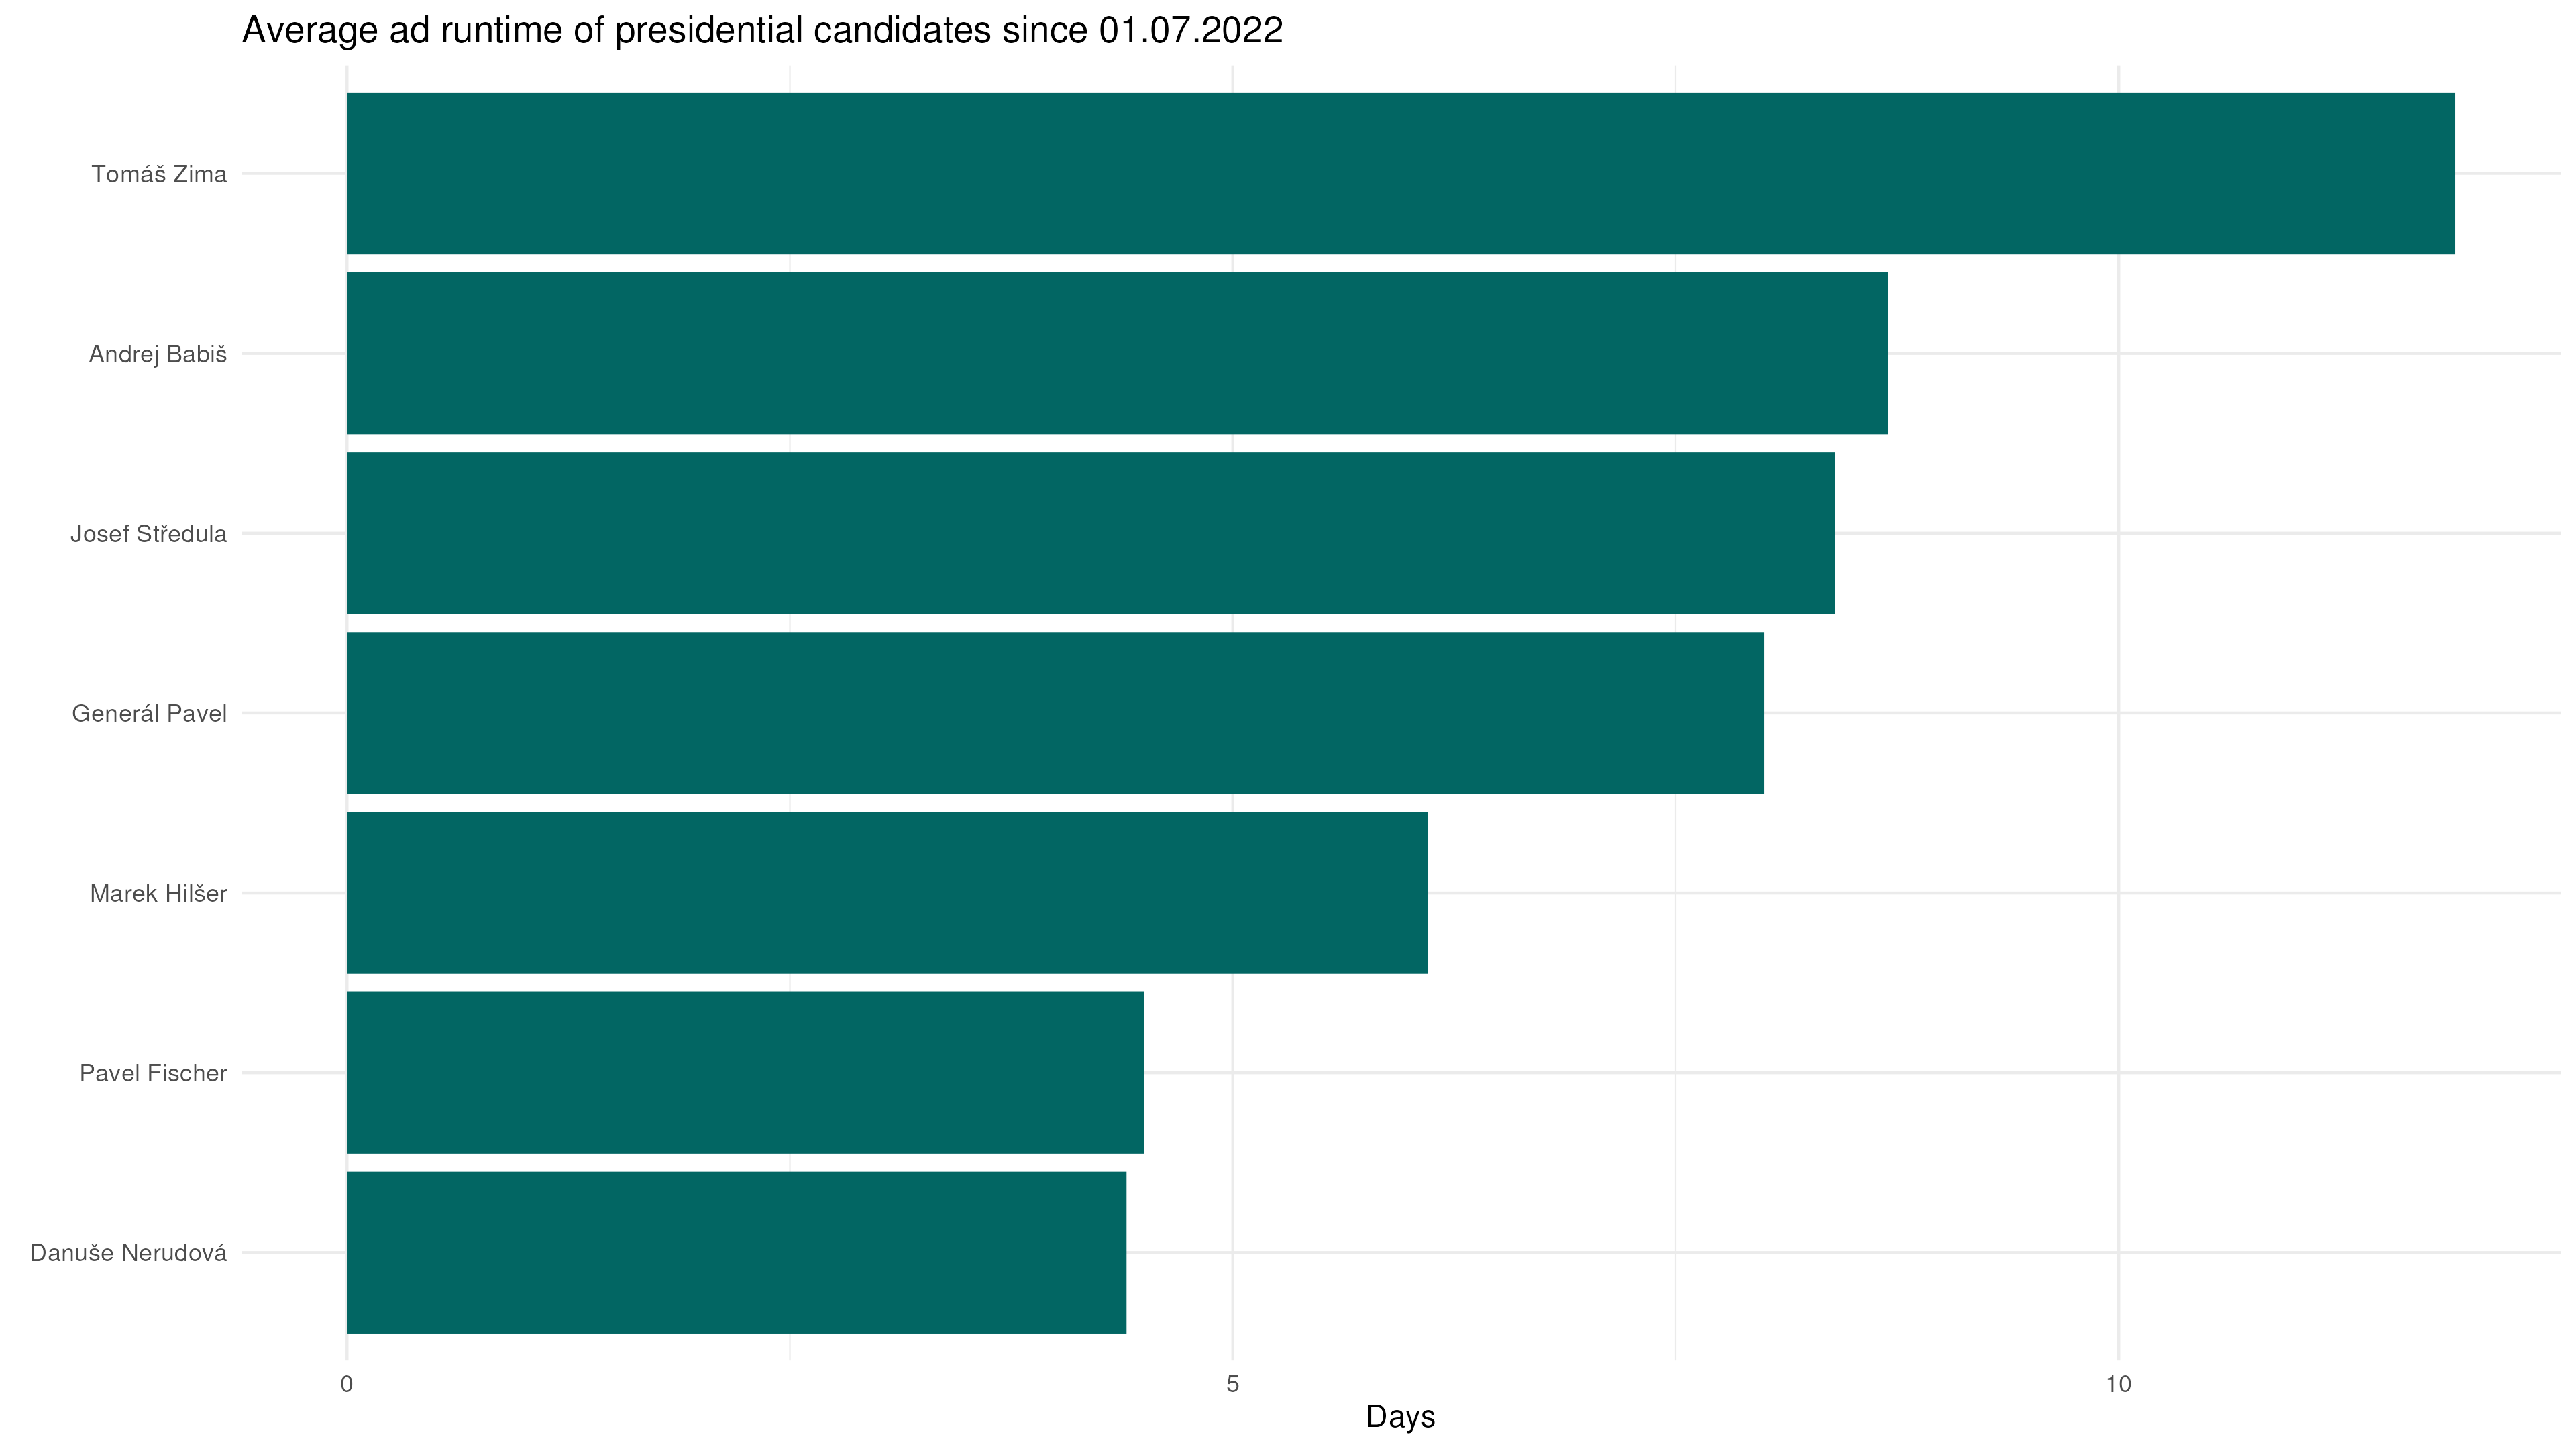 Average ad runtime of presidential candidates since 01.07.2022
Tomáš Zima
Andrej Babiš
Josef Středula
Generál Pavel
Marek Hilšer
Pavel Fischer
Danuše Nerudová
0 5 10
Days